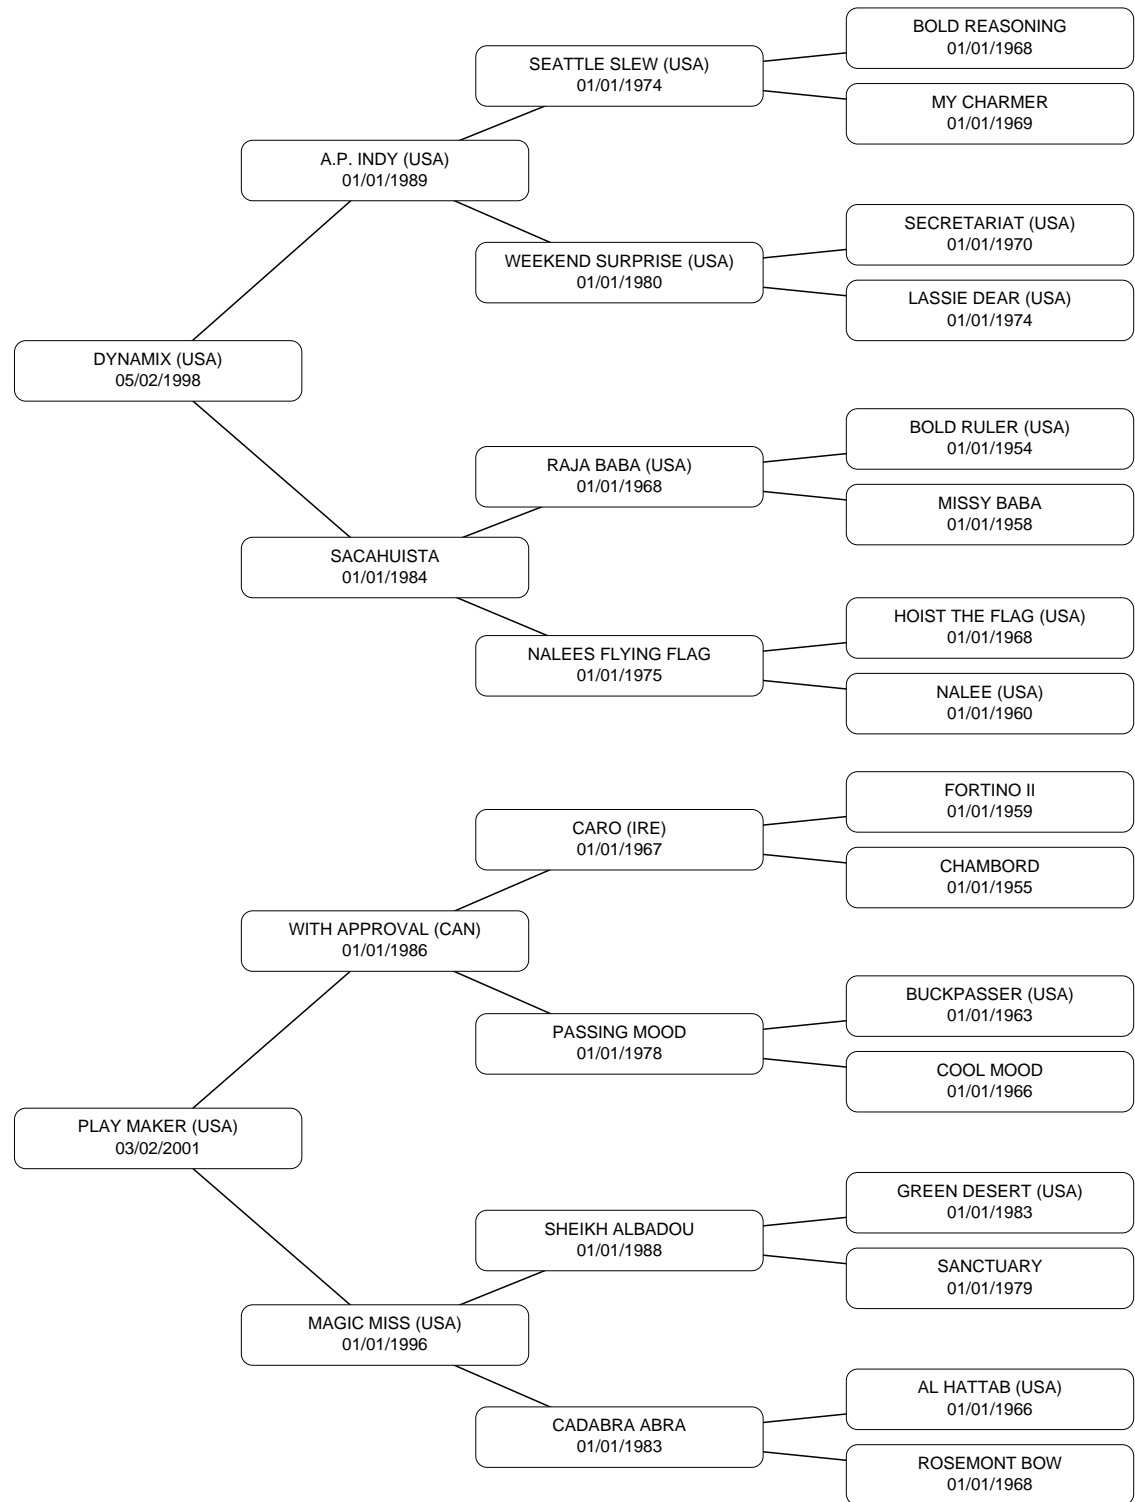 BOLD REASONING
01/01/1968
SEATTLE SLEW (USA)
01/01/1974
MY CHARMER
01/01/1969
A.P. INDY (USA)
01/01/1989
SECRETARIAT (USA)
01/01/1970
WEEKEND SURPRISE (USA)
01/01/1980
LASSIE DEAR (USA)
01/01/1974
DYNAMIX (USA)
05/02/1998
BOLD RULER (USA)
01/01/1954
RAJA BABA (USA)
01/01/1968
MISSY BABA
01/01/1958
SACAHUISTA
01/01/1984
HOIST THE FLAG (USA)
01/01/1968
NALEES FLYING FLAG
01/01/1975
NALEE (USA)
01/01/1960
FORTINO II
01/01/1959
CARO (IRE)
01/01/1967
CHAMBORD
01/01/1955
WITH APPROVAL (CAN)
01/01/1986
BUCKPASSER (USA)
01/01/1963
PASSING MOOD
01/01/1978
COOL MOOD
01/01/1966
PLAY MAKER (USA)
03/02/2001
GREEN DESERT (USA)
01/01/1983
SHEIKH ALBADOU
01/01/1988
SANCTUARY
01/01/1979
MAGIC MISS (USA)
01/01/1996
AL HATTAB (USA)
01/01/1966
CADABRA ABRA
01/01/1983
ROSEMONT BOW
01/01/1968